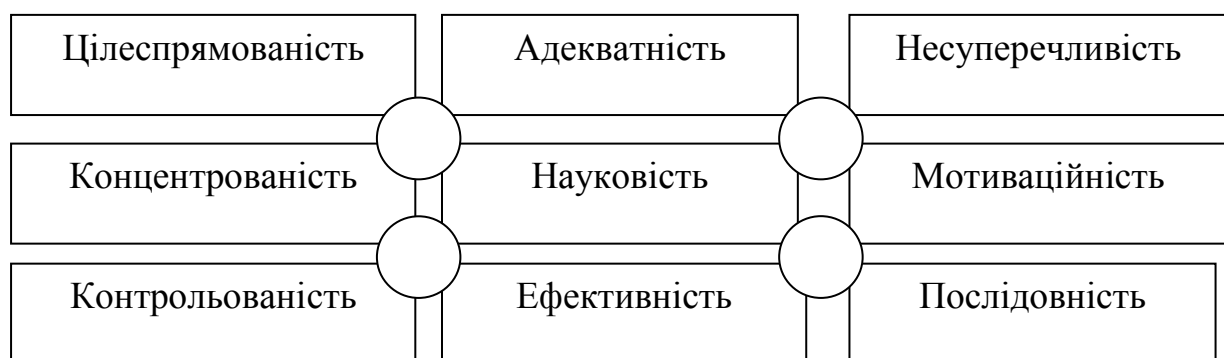 Цілеспрямованість
Адекватність
Несуперечливість
Концентрованість
Науковість
Мотиваційність
Контрольованість
Ефективність
Послідовність